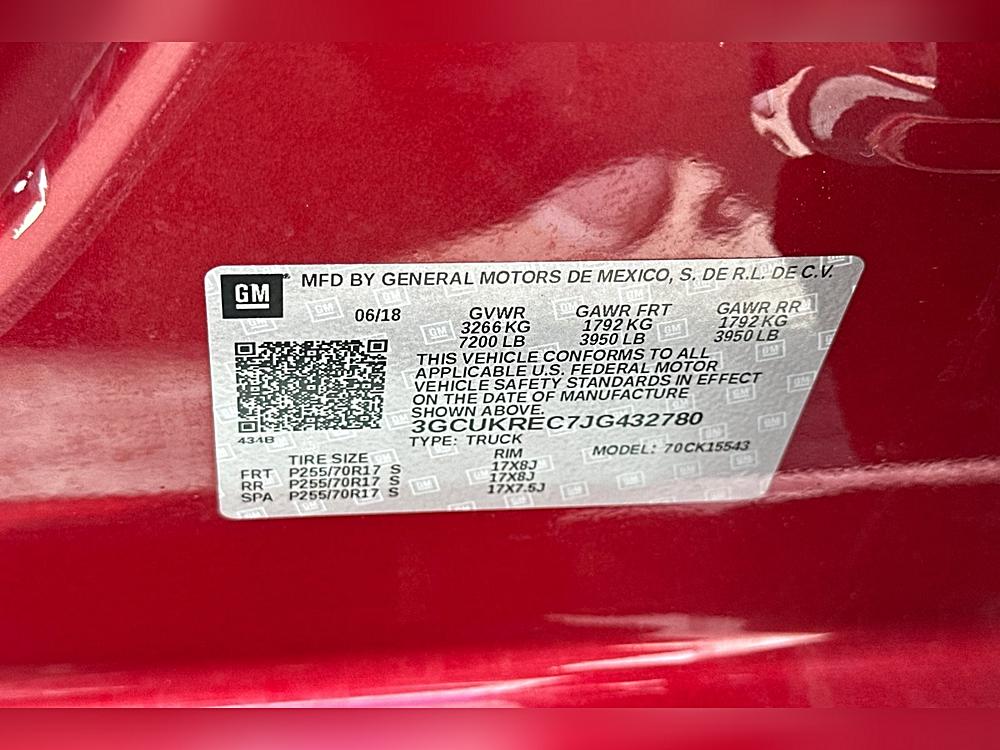 GM MFD BY GENERAL MOTORS DE MEXICO, S. DE R.L. DE C.V.
06/18 GVWR GAWR FRT GAWR RR
3266 KG 1792 KG 1792 KG
7200 LB 3950 LB 3950 LB
THIS VEHICLE CONFORMS TO ALL
APPLICABLE U.S. FEDERAL MOTOR
VEHICLE SAFETY STANDARDS IN EFFECT
ON THE DATE OF MANUFACTURE
SHOWN ABOVE.
3GCUKREC7JG432780
434B
TYPE: TRUCK MODEL: 70CK15543
TIRE SIZE RIM
FRT P255/70R17 S 17X8J
RR P255/70R17 S 17X8J
SPA P255/70R17 S 17X7.5J